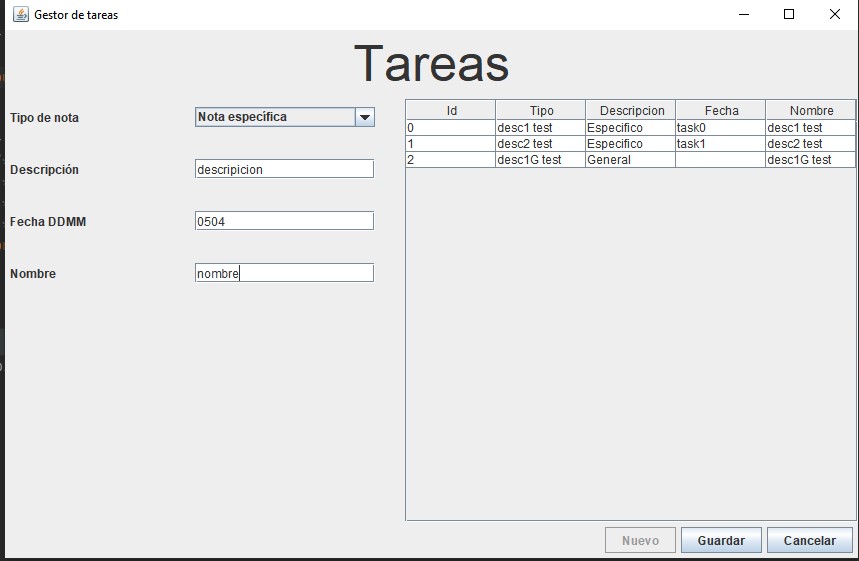 Gestor de tareas
Tareas
Tipo de nota Nota específica
Descripción descripicion
Fecha DDMM 0504
Nombre nombre
Id Tipo Descripcion Fecha Nombre
0 desc1 test Especifico task0 desc1 test
1 desc2 test Especifico task1 desc2 test
2 desc1G test General desc1G test
Nuevo Guardar Cancelar